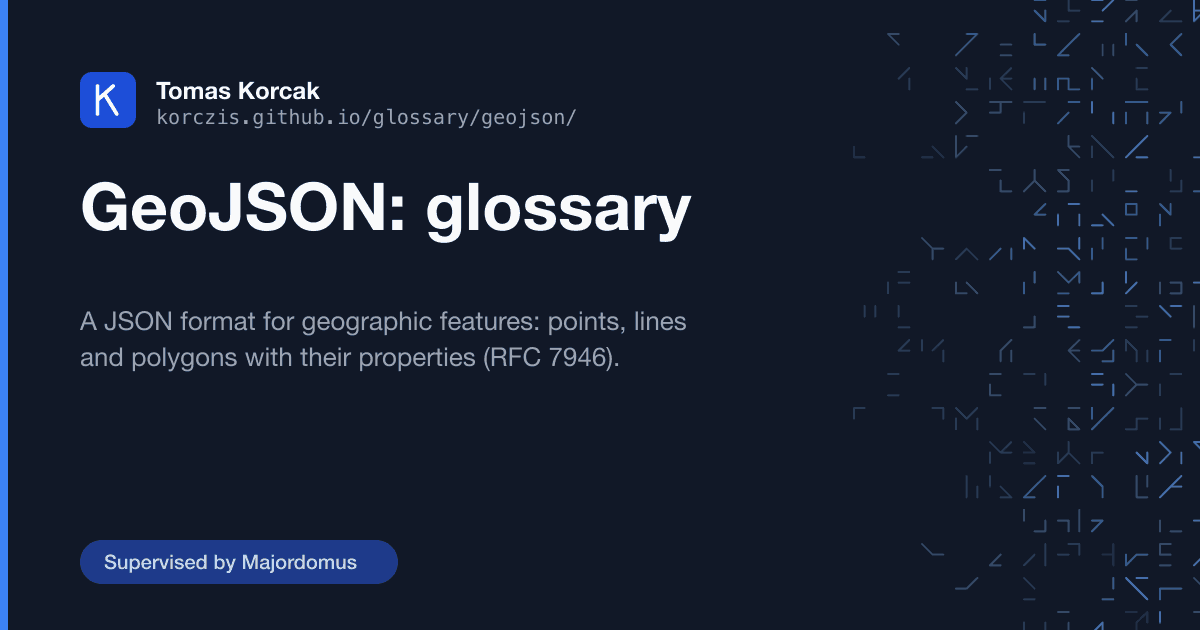 K
Tomas Korcak
korczis.github.io/glossary/geojson/
GeoJSON: glossary
A JSON format for geographic features: points, lines
and polygons with their properties (RFC 7946).
Supervised by Majordomus